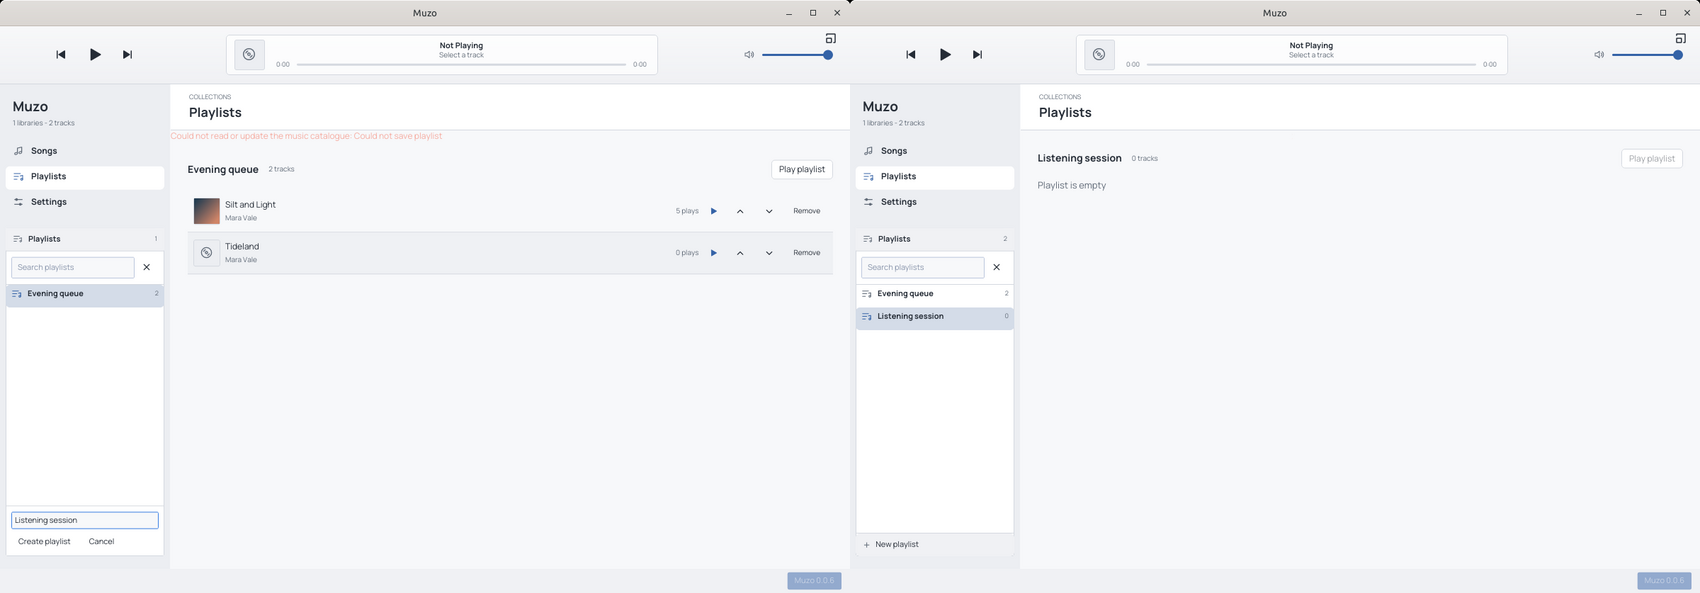 Muzo
Not Playing
Select a track
0:00
0:00
Muzo
1 libraries - 2 tracks
Songs
Playlists
Settings
Playlists 1
Search playlists
Evening queue 2
Listening session
Create playlist Cancel
COLLECTIONS
Playlists
Could not read or update the music catalogue: Could not save playlist.
Evening queue 2 tracks Play playlist
Silt and Light
Mara Vale
5 plays Remove
Tideland
Mara Vale
0 plays Remove
Muzo 0.0.6
Muzo
Not Playing
Select a track
0:00
0:00
Muzo
1 libraries - 2 tracks
Songs
Playlists
Settings
Playlists 2
Search playlists
Evening queue 2
Listening session 0
New playlist
COLLECTIONS
Playlists
Listening session 0 tracks Play playlist
Playlist is empty
Muzo 0.0.6